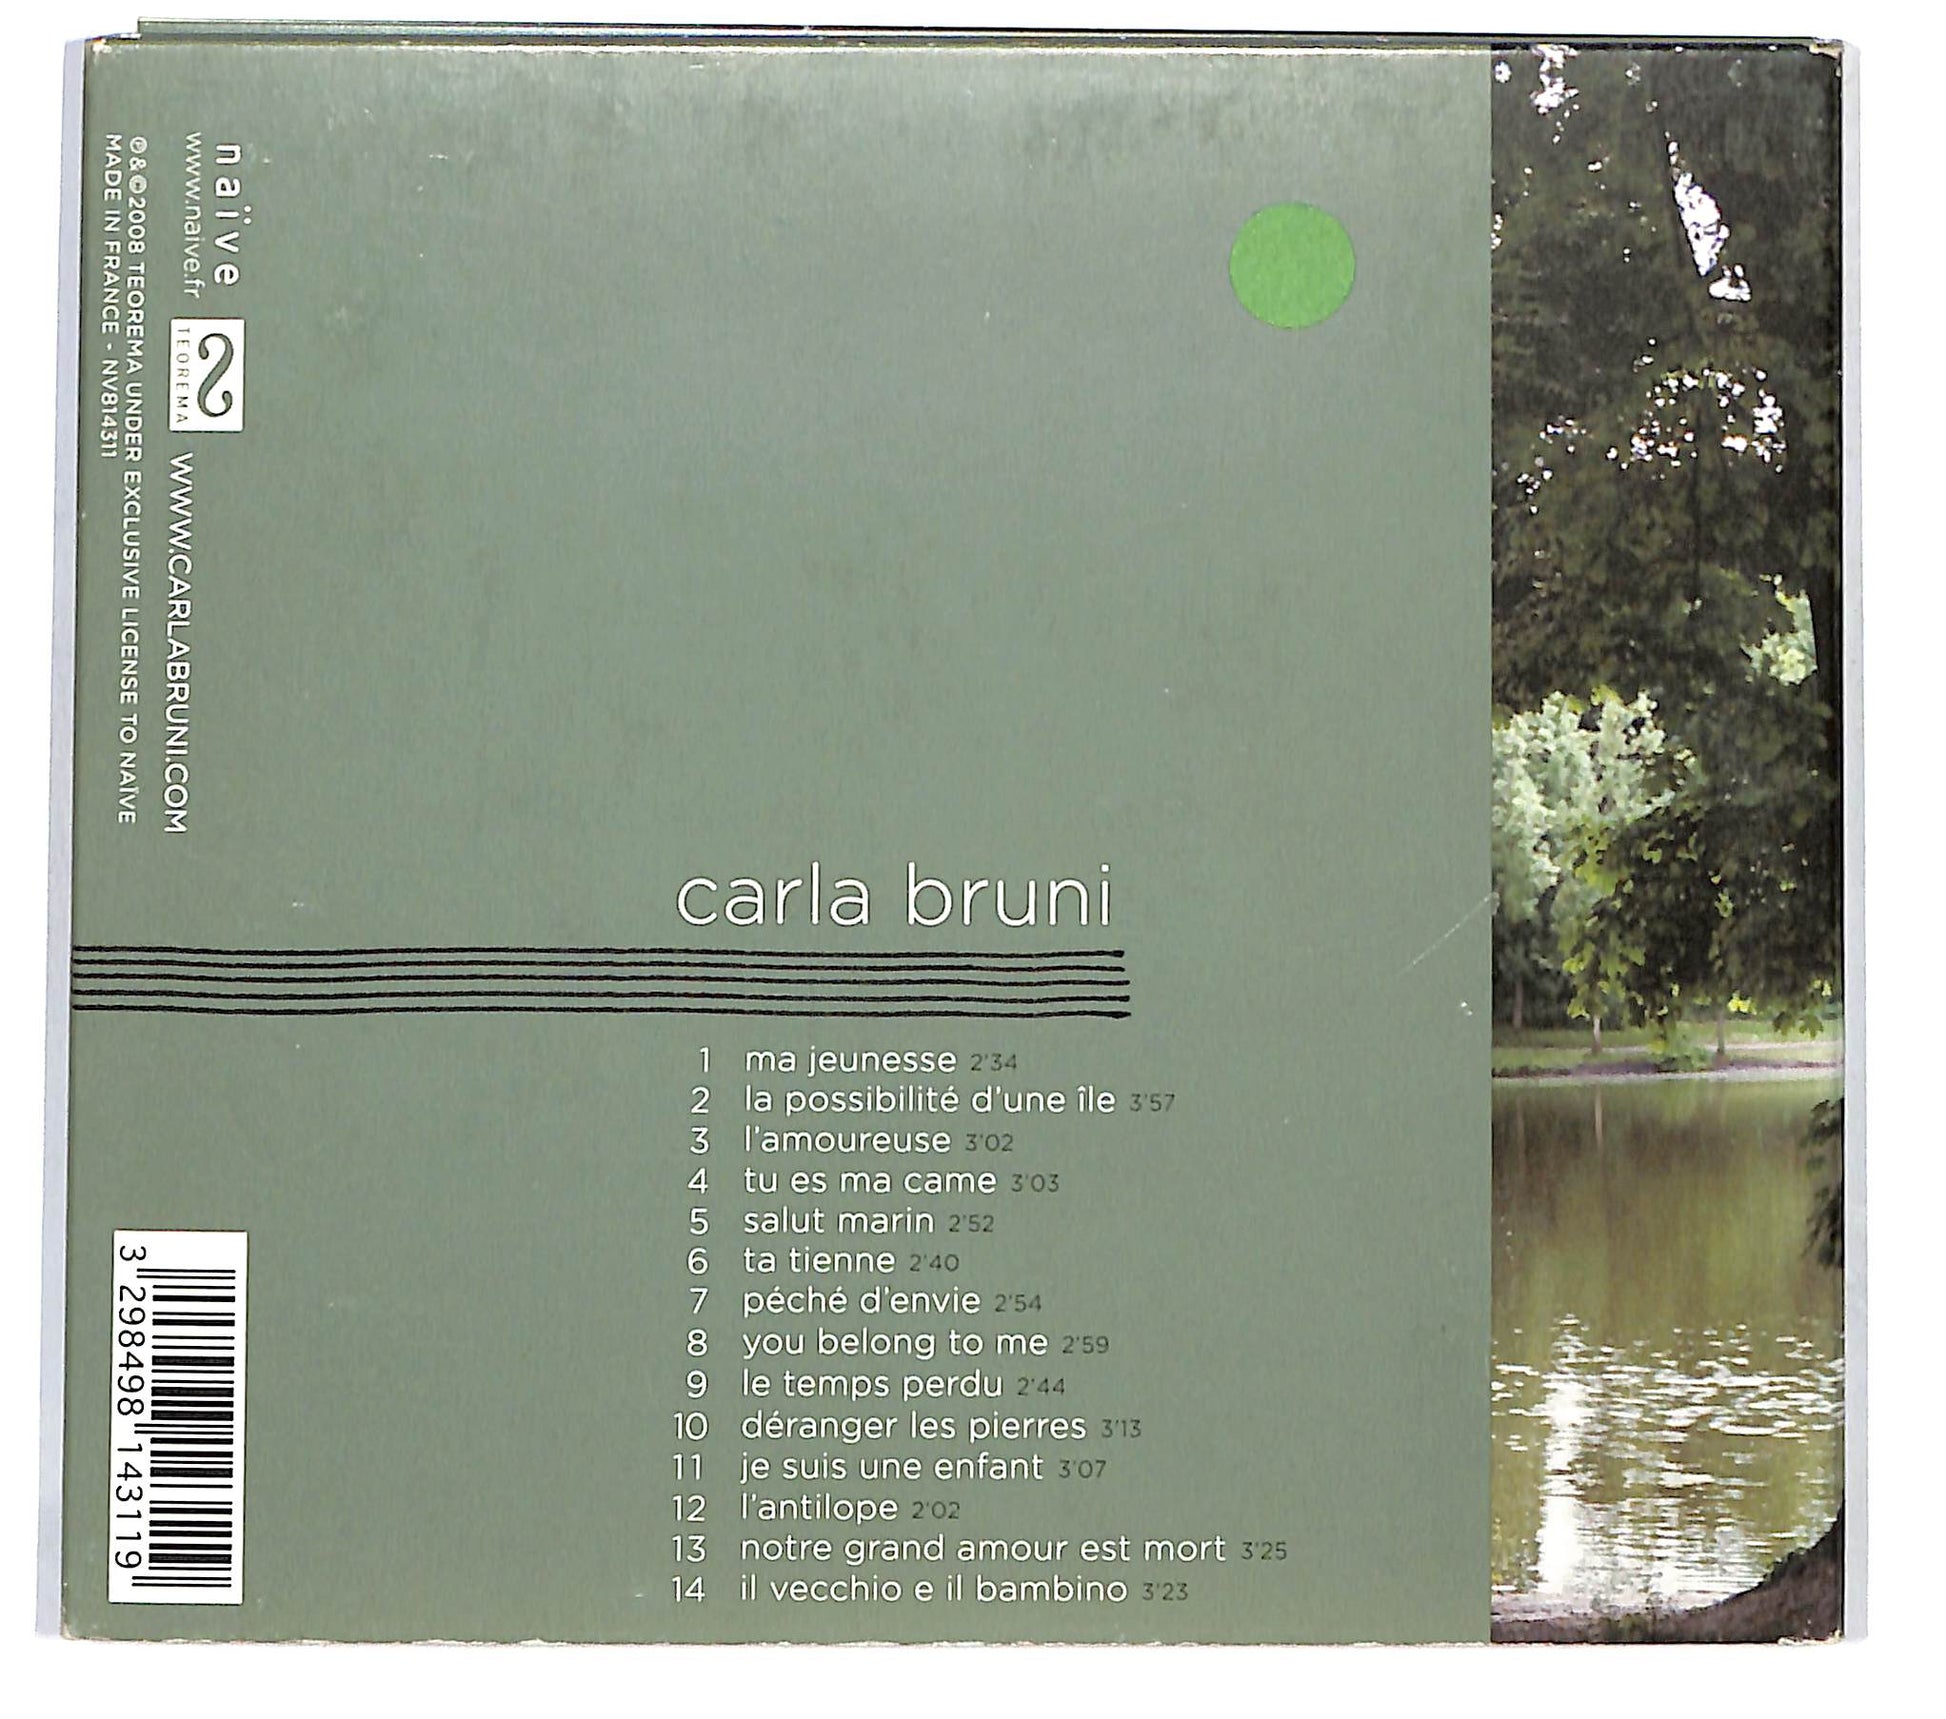 naïve
www.naive.fr
TEOREMA
WWW.CARLABRUNI.COM
℗&©2008 TEOREMA UNDER EXCLUSIVE LICENSE TO NAÏVE
MADE IN FRANCE - NV814311
carla bruni
1 ma jeunesse 2'34
2 la possibilité d'une île 3'57
3 l'amoureuse 3'02
4 tu es ma came 3'03
5 salut marin 2'52
6 ta tienne 2'40
7 péché d'envie 2'54
8 you belong to me 2'59
9 le temps perdu 2'44
10 déranger les pierres 3'13
11 je suis une enfant 3'07
12 l'antilope 2'02
13 notre grand amour est mort 3'25
14 il vecchio e il bambino 3'23
3 298498 143119